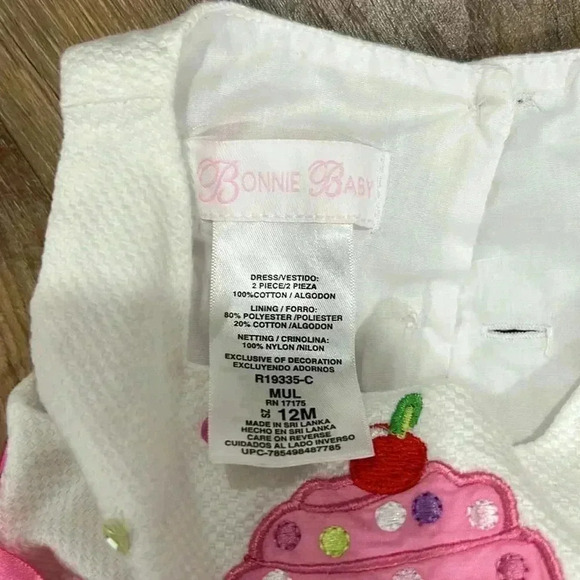 BONNIE BABY
DRESS/VESTIDO:
2 PIECE/2 PIEZA
100%COTTON / ALGODON
LINING / FORRO:
80% POLYESTER /POLIESTER
20% COTTON /ALGODON
NETTING / CRINOLINA:
100% NYLON /NILON
EXCLUSIVE OF DECORATION
EXCLUYENDO ADORNOS
R19335-C
MUL
RN 17175
SZ 12M
MADE IN SRI LANKA
HECHO EN SRI LANKA
CARE ON REVERSE
CUIDADOS AL LADO INVERSO
UPC-785498487785